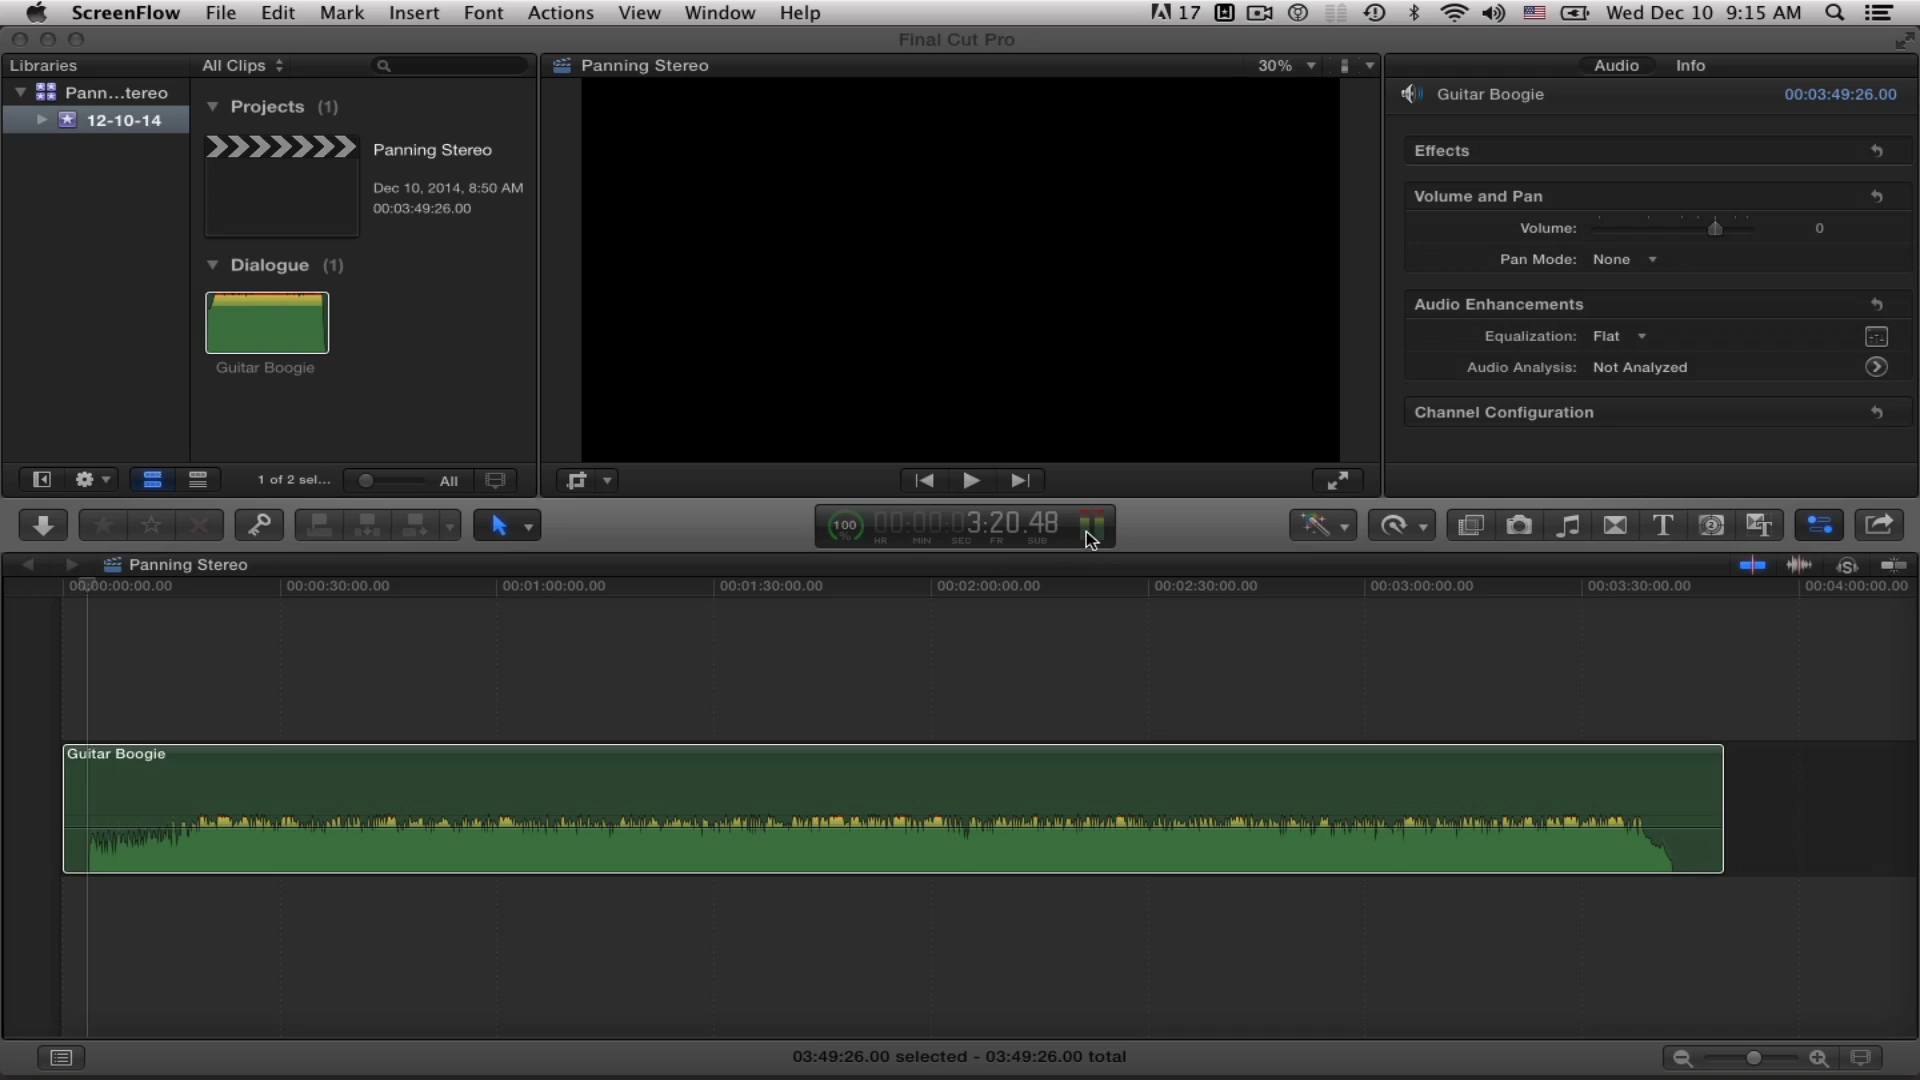 ScreenFlow File Edit Mark Insert Font Actions View Window Help 17 Wed Dec 10 9:15 AM
Final Cut Pro
Libraries All Clips Panning Stereo 30% Audio Info
Pann...tereo Projects (1) Guitar Boogie 00:03:49:26.00
12-10-14
Panning Stereo Effects
Dec 10, 2014, 8:50 AM
00:03:49:26.00
Volume and Pan
Volume: 0
Pan Mode: None
Dialogue (1)
Audio Enhancements
Equalization: Flat
Guitar Boogie Audio Analysis: Not Analyzed
Channel Configuration
1 of 2 sel... All
100 % 00:00:03:20.48
HR MIN SEC FR SUB
Panning Stereo
00:00:00:00.00 00:00:30:00.00 00:01:00:00.00 00:01:30:00.00 00:02:00:00.00 00:02:30:00.00 00:03:00:00.00 00:03:30:00.00 00:04:00:00.00
Guitar Boogie
03:49:26.00 selected - 03:49:26.00 total